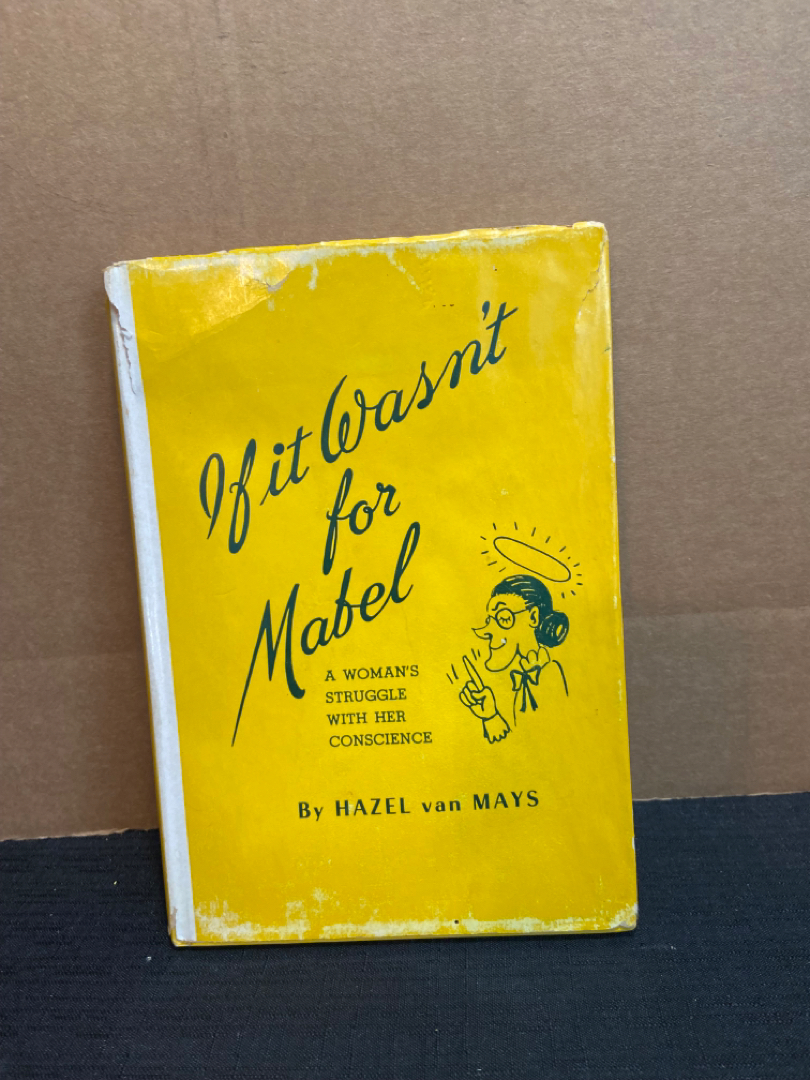 If it Wasn't
for
Mabel
A WOMAN'S
STRUGGLE
WITH HER
CONSCIENCE
By HAZEL van MAYS